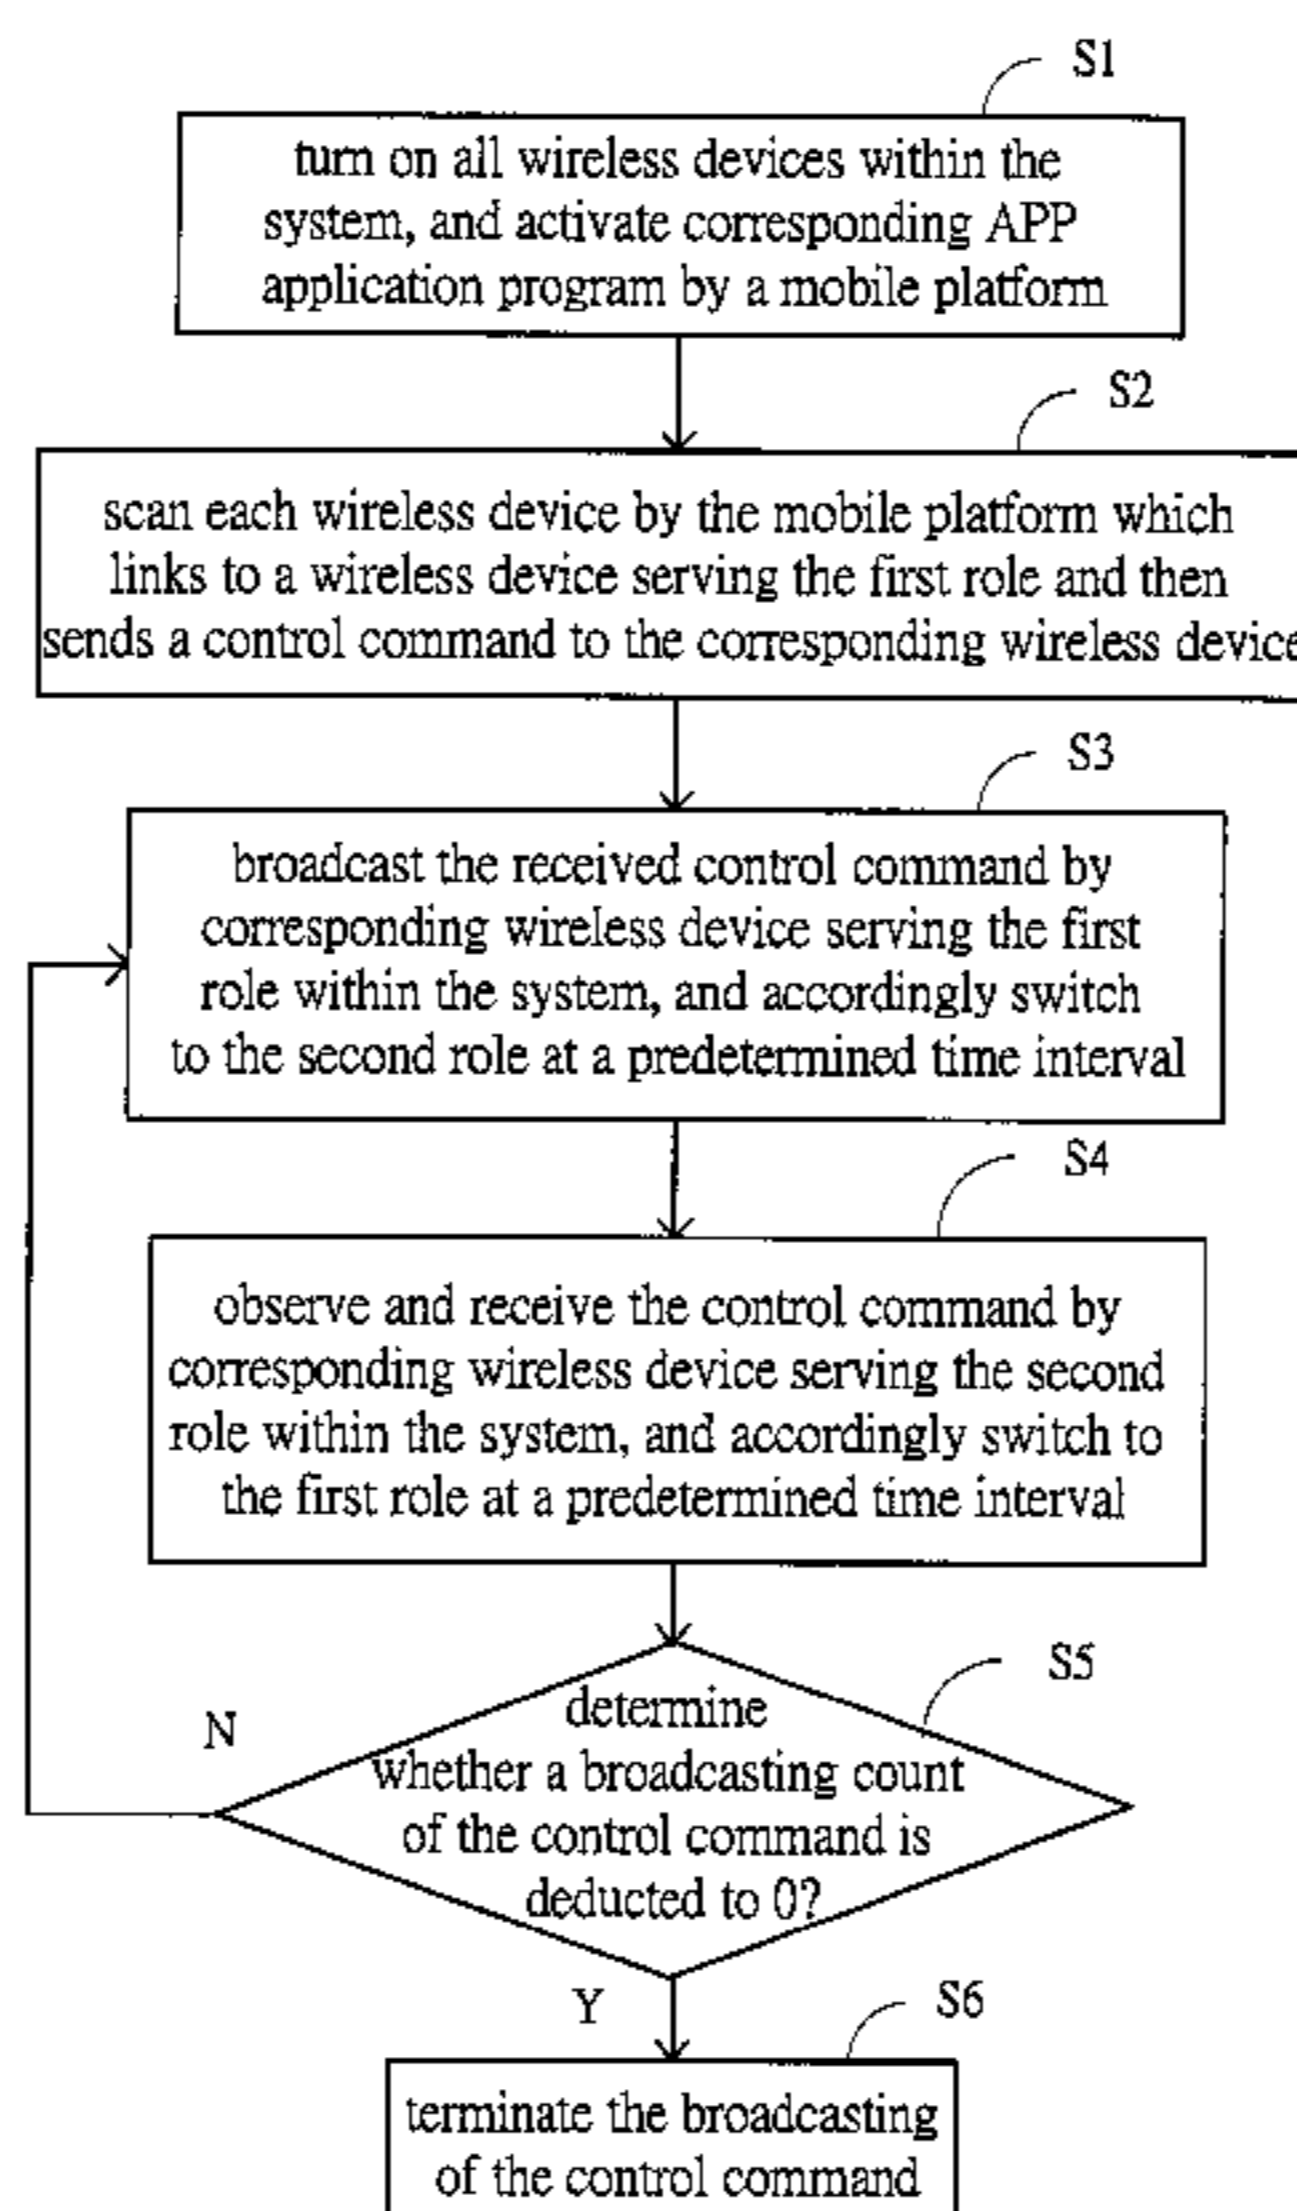 S1
turn on all wireless devices within the
system, and activate corresponding APP
application program by a mobile platform
S2
scan each wireless device by the mobile platform which
links to a wireless device serving the first role and then
sends a control command to the corresponding wireless device
S3
broadcast the received control command by
corresponding wireless device serving the first
role within the system, and accordingly switch
to the second role at a predetermined time interval
S4
observe and receive the control command by
corresponding wireless device serving the second
role within the system, and accordingly switch to
the first role at a predetermined time interval
S5
N
determine
whether a broadcasting count
of the control command is
deducted to 0?
Y
S6
terminate the broadcasting
of the control command